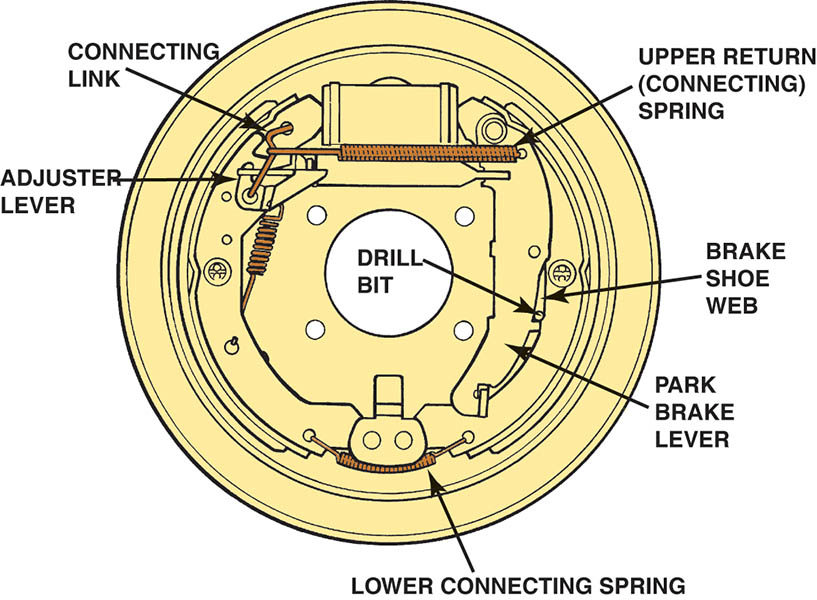 CONNECTING
LINK
UPPER RETURN
(CONNECTING)
SPRING
ADJUSTER
LEVER
DRILL
BIT
BRAKE
SHOE
WEB
PARK
BRAKE
LEVER
LOWER CONNECTING SPRING